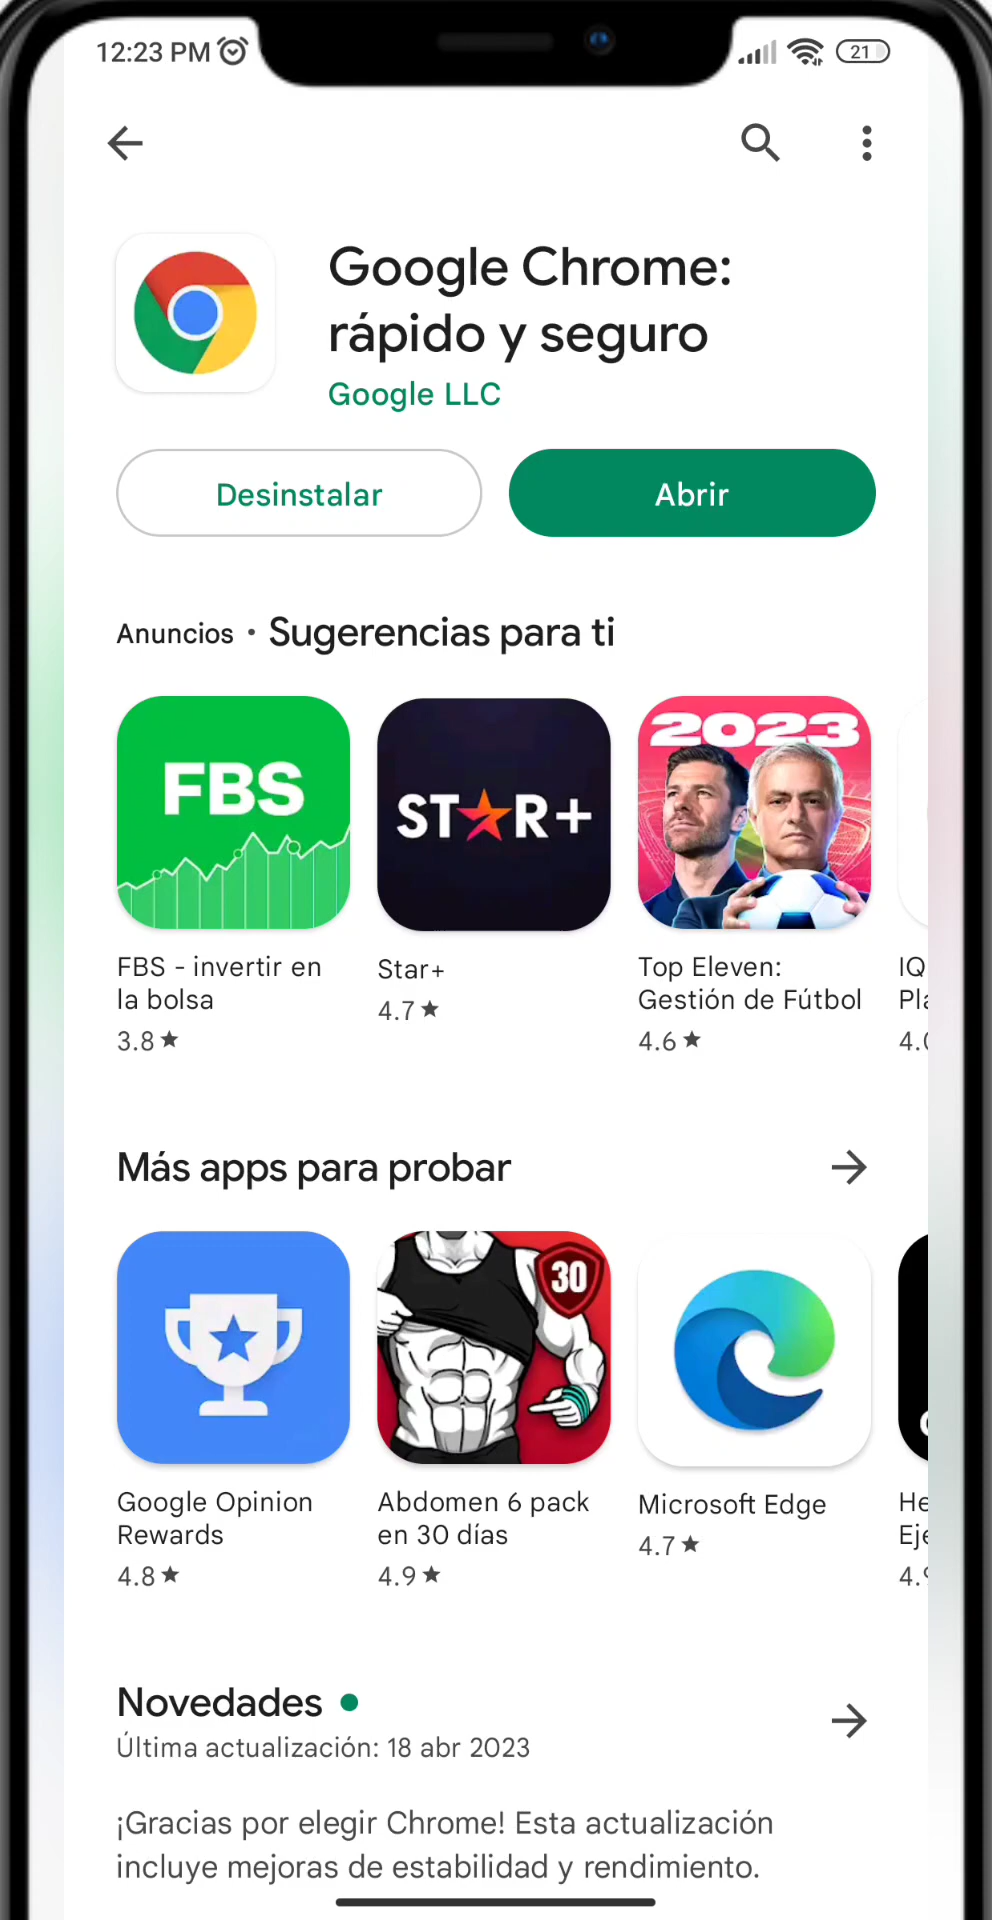 12:23 PM
21
Google Chrome:
rápido y seguro
Google LLC
Desinstalar
Abrir
Anuncios • Sugerencias para ti
FBS
ST★R+
2023
FBS - invertir en
la bolsa
3.8 ★
Star+
4.7 ★
Top Eleven:
Gestión de Fútbol
4.6 ★
IQ
Más apps para probar
30
Google Opinion
Rewards
4.8 ★
Abdomen 6 pack
en 30 días
4.9 ★
Microsoft Edge
4.7 ★
Novedades
Última actualización: 18 abr 2023
¡Gracias por elegir Chrome! Esta actualización
incluye mejoras de estabilidad y rendimiento.